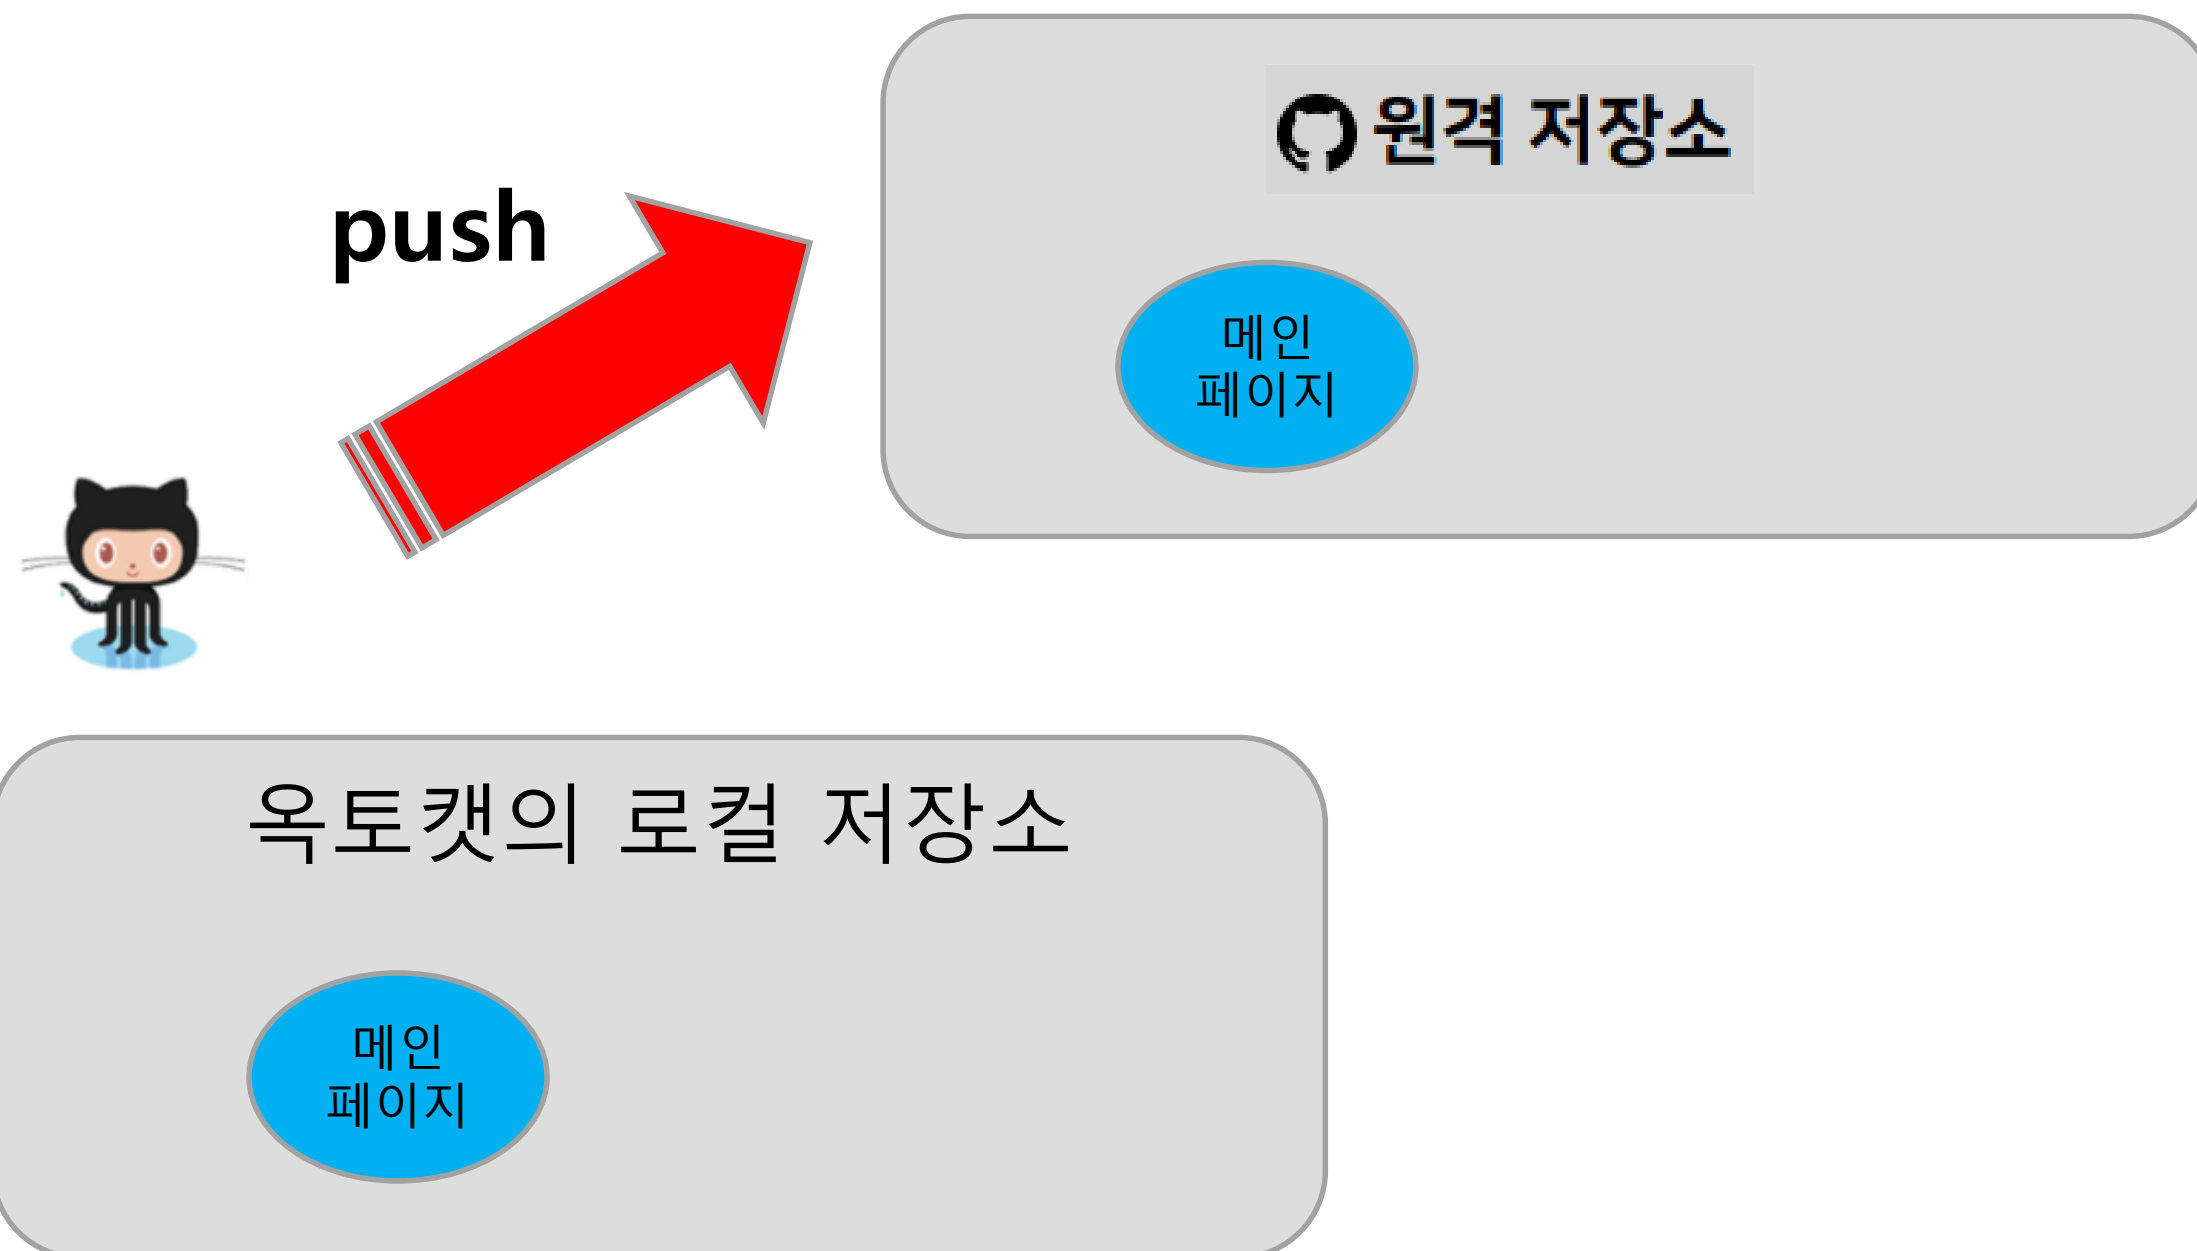 원격 저장소
push
메인
페이지
옥토캣의 로컬 저장소
메인
페이지